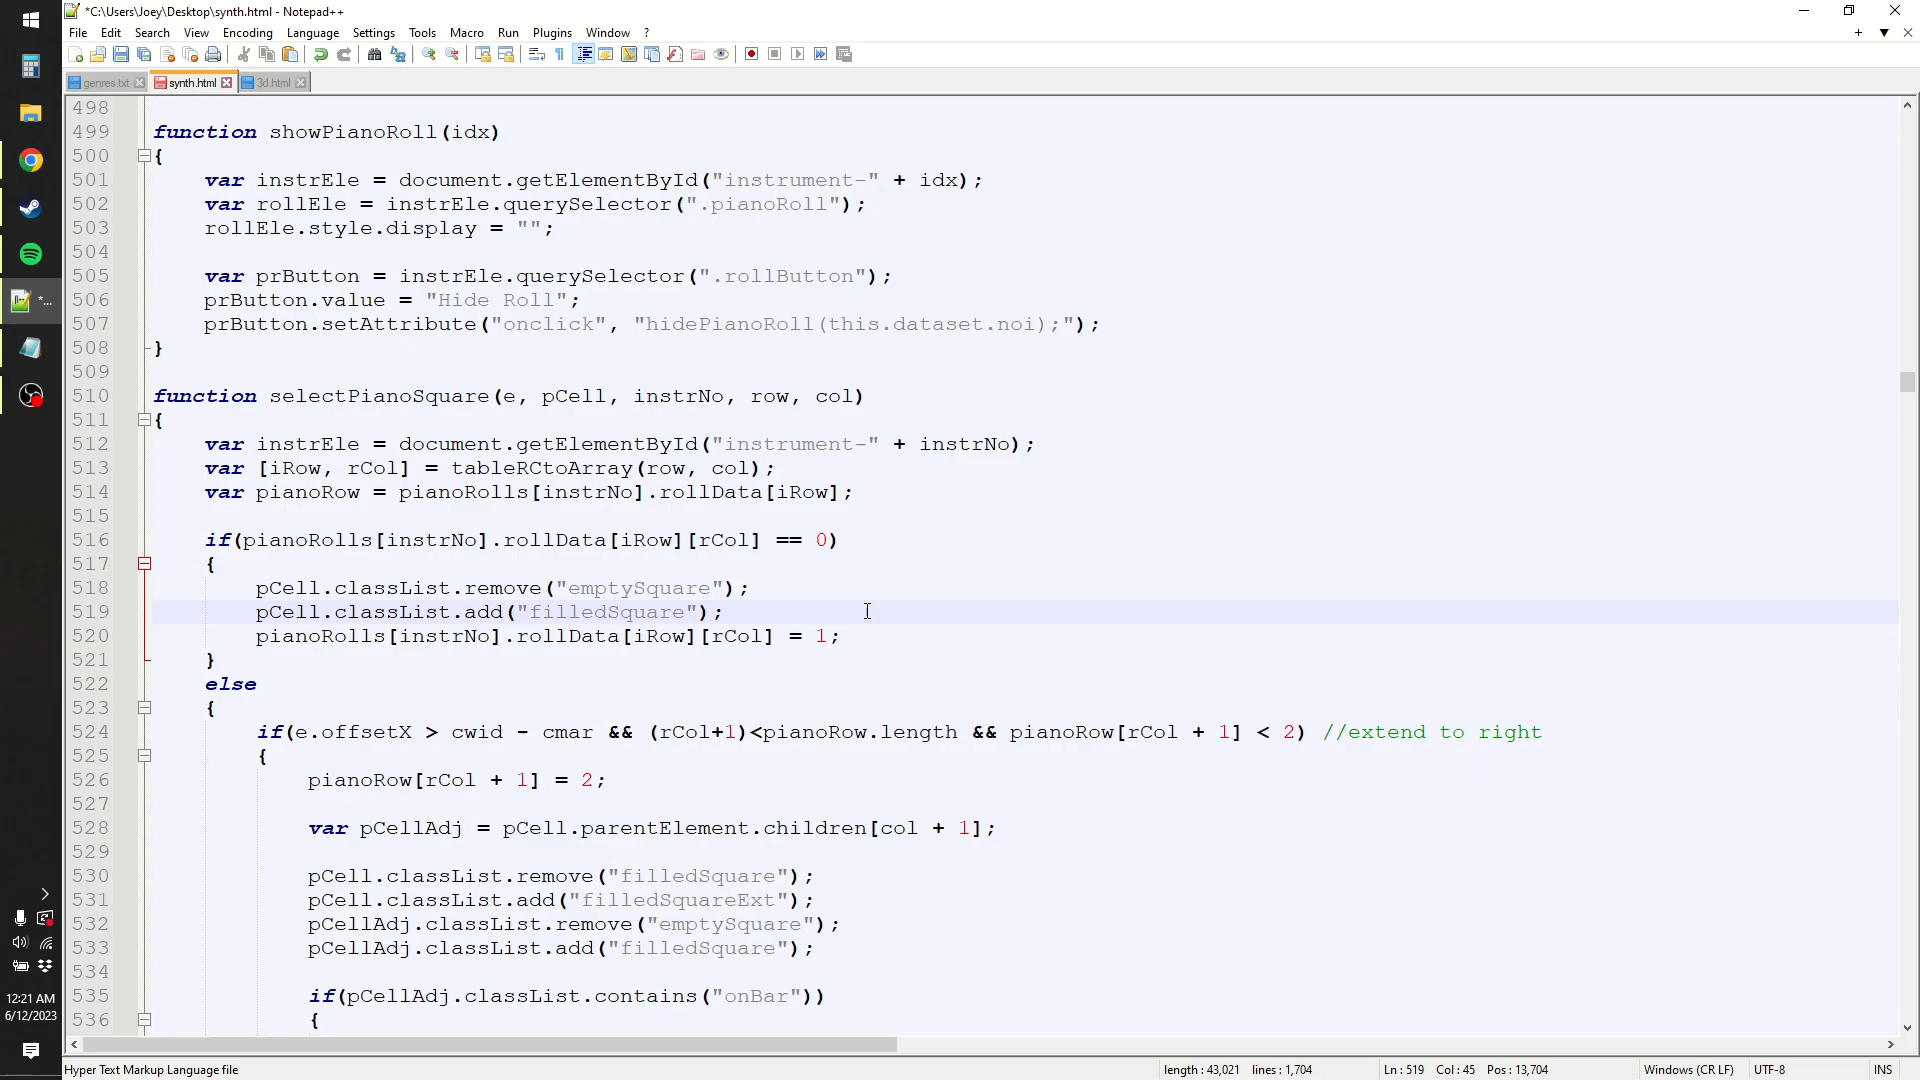 *C:\Users\Joey\Desktop\synth.html - Notepad++
File Edit Search View Encoding Language Settings Tools Macro Run Plugins Window ?
genres.txt synth.html 3d.html
498
499 function showPianoRoll(idx)
500 {
501 var instrEle = document.getElementById("instrument-" + idx);
502 var rollEle = instrEle.querySelector(".pianoRoll");
503 rollEle.style.display = "";
504
505 var prButton = instrEle.querySelector(".rollButton");
506 prButton.value = "Hide Roll";
507 prButton.setAttribute("onclick", "hidePianoRoll(this.dataset.noi);");
508 }
509
510 function selectPianoSquare(e, pCell, instrNo, row, col)
511 {
512 var instrEle = document.getElementById("instrument-" + instrNo);
513 var [iRow, rCol] = tableRCtoArray(row, col);
514 var pianoRow = pianoRolls[instrNo].rollData[iRow];
515
516 if(pianoRolls[instrNo].rollData[iRow][rCol] == 0)
517 {
518 pCell.classList.remove("emptySquare");
519 pCell.classList.add("filledSquare");
520 pianoRolls[instrNo].rollData[iRow][rCol] = 1;
521 }
522 else
523 {
524 if(e.offsetX > cwid - cmar && (rCol+1)<pianoRow.length && pianoRow[rCol + 1] < 2) //extend to right
525 {
526 pianoRow[rCol + 1] = 2;
527
528 var pCellAdj = pCell.parentElement.children[col + 1];
529
530 pCell.classList.remove("filledSquare");
531 pCell.classList.add("filledSquareExt");
532 pCellAdj.classList.remove("emptySquare");
533 pCellAdj.classList.add("filledSquare");
534
535 if(pCellAdj.classList.contains("onBar"))
536 {
12:21 AM
6/12/2023
Hyper Text Markup Language file length : 43,021 lines : 1,704 Ln : 519 Col : 45 Pos : 13,704 Windows (CR LF) UTF-8 INS